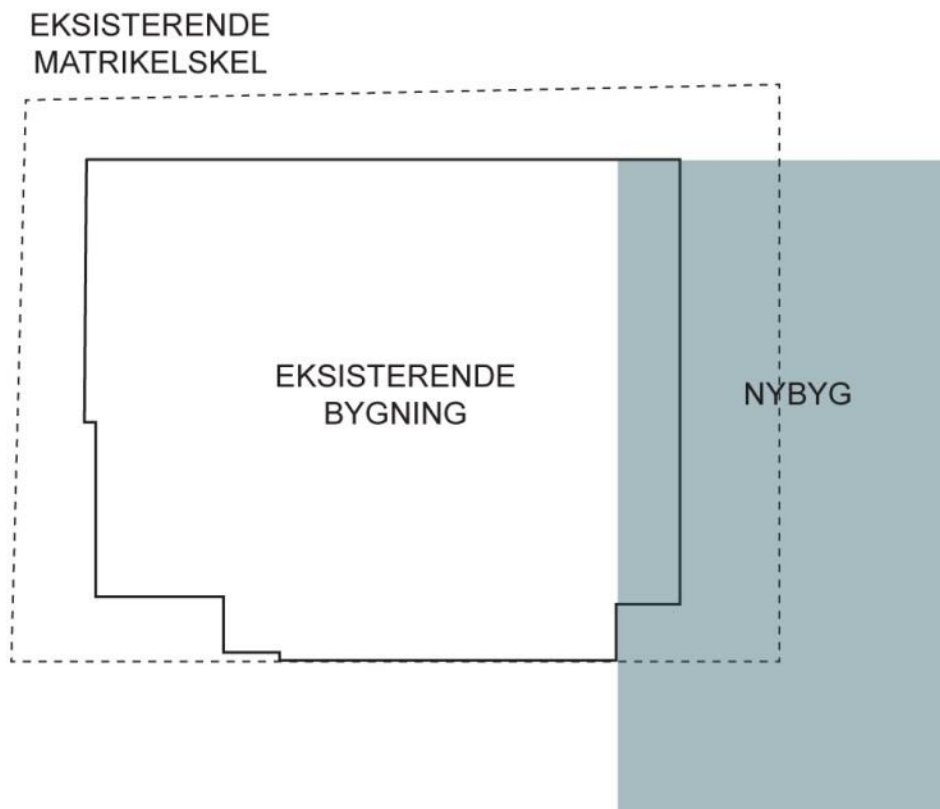 EKSISTERENDE
MATRIKELSKEL
EKSISTERENDE
BYGNING
NYBYG